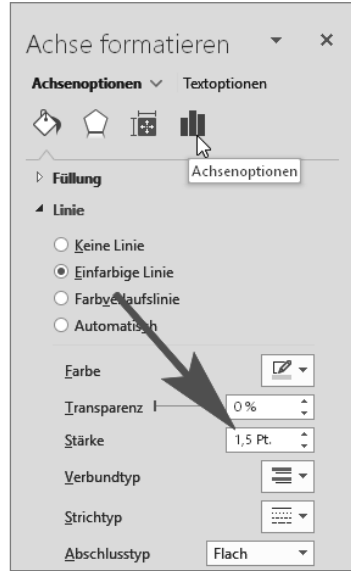 Achse formatieren
Achsenoptionen Textoptionen
Achsenoptionen
Füllung
Linie
Keine Linie
Einfarbige Linie
Farbverlaufslinie
Automatisch
Farbe
Transparenz 0 %
Stärke 1,5 Pt.
Verbundtyp
Strichtyp
Abschlusstyp Flach